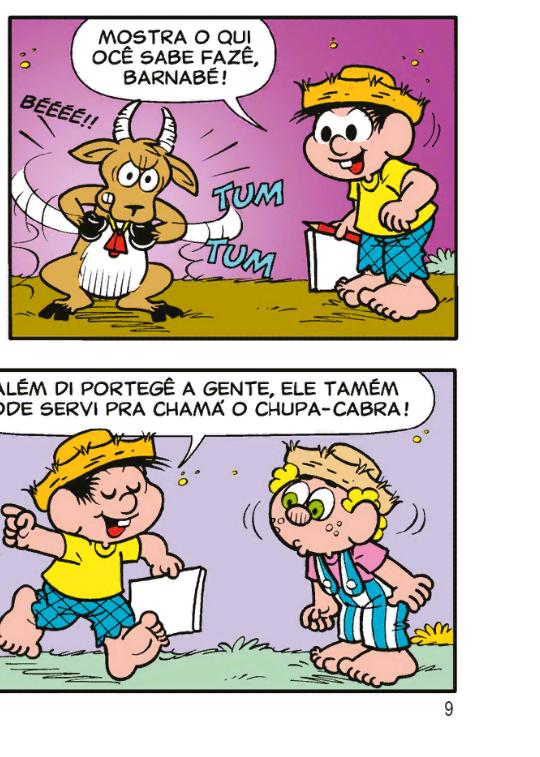 MOSTRA O QUI
OCÊ SABE FAZÊ,
BARNABÉ!
BÉÉÉÉ!!
TUM
TUM
ALÉM DI PORTEGÊ A GENTE, ELE TAMÉM
ODE SERVI PRA CHAMÁ O CHUPA-CABRA!
9